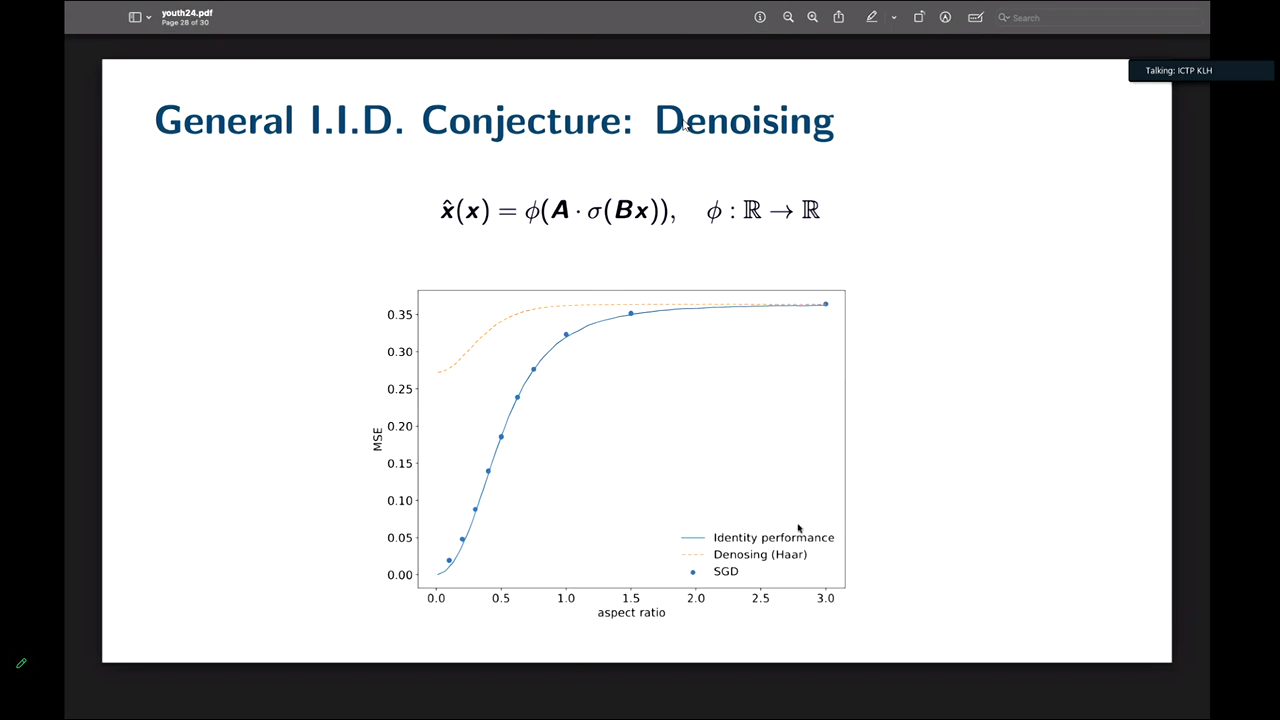 youth24.pdf
Page 28 of 30
Search
Talking: ICTP KLH
General I.I.D. Conjecture: Denoising
x̂(x) = ϕ(A · σ(Bx)), ϕ : ℝ → ℝ
0.35
0.30
0.25
0.20
0.15
0.10
0.05
0.00
MSE
Identity performance
Denosing (Haar)
SGD
0.0 0.5 1.0 1.5 2.0 2.5 3.0
aspect ratio